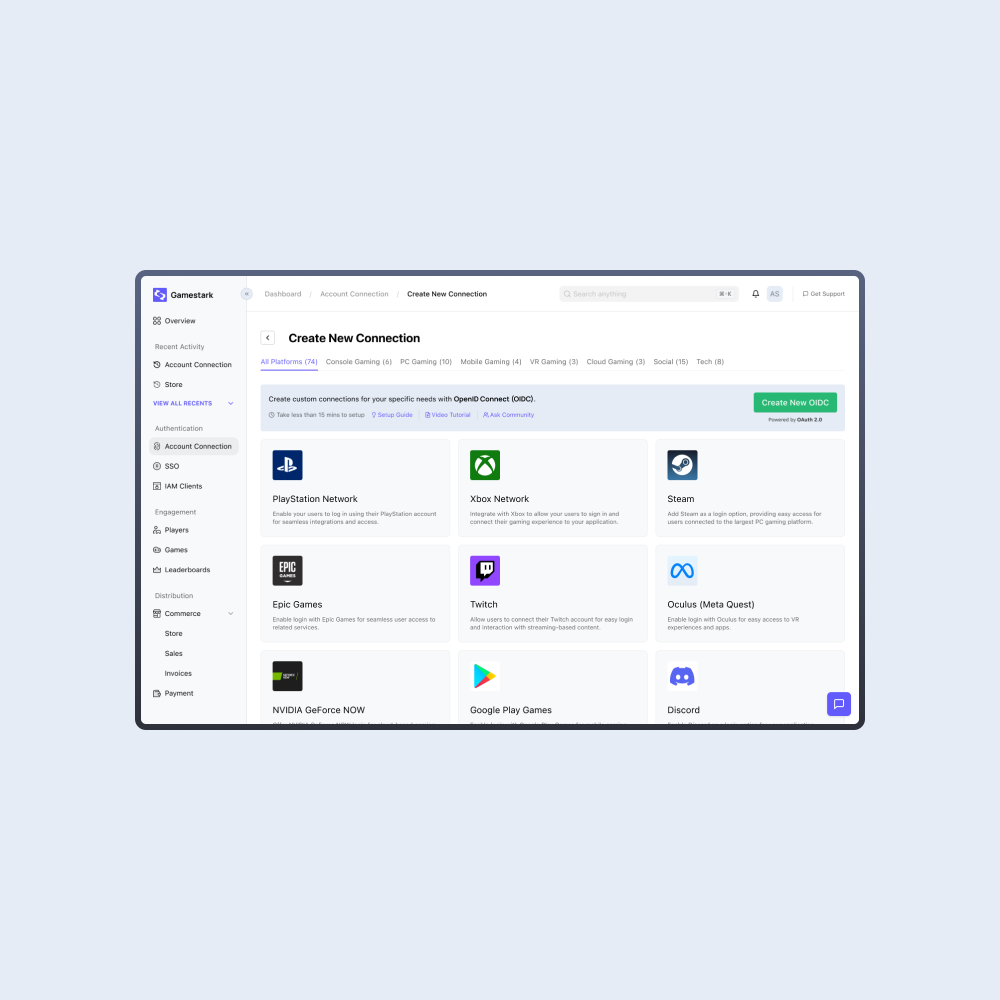 Gamestark
«
Dashboard / Account Connection / Create New Connection
Search anything
⌘ · K
AS
Get Support
Overview
Recent Activity
Account Connection
Store
VIEW ALL RECENTS
Authentication
Account Connection
SSO
IAM Clients
Engagement
Players
Games
Leaderboards
Distribution
Commerce
Store
Sales
Invoices
Payment
Create New Connection
All Platforms (74) Console Gaming (6) PC Gaming (10) Mobile Gaming (4) VR Gaming (3) Cloud Gaming (3) Social (15) Tech (8)
Create custom connections for your specific needs with OpenID Connect (OIDC).
Take less than 15 mins to setup Setup Guide Video Tutorial Ask Community
Create New OIDC
Powered by OAuth 2.0
PlayStation Network
Enable your users to log in using their PlayStation account
for seamless integrations and access.
Xbox Network
Integrate with Xbox to allow your users to sign in and
connect their gaming experience to your application.
Steam
Add Steam as a login option, providing easy access for
users connected to the largest PC gaming platform.
EPIC
GAMES
Epic Games
Enable login with Epic Games for seamless user access to
related services.
Twitch
Allow users to connect their Twitch account for easy login
and interaction with streaming-based content.
Oculus (Meta Quest)
Enable login with Oculus for easy access to VR
experiences and apps.
NVIDIA GeForce NOW
Google Play Games
Discord